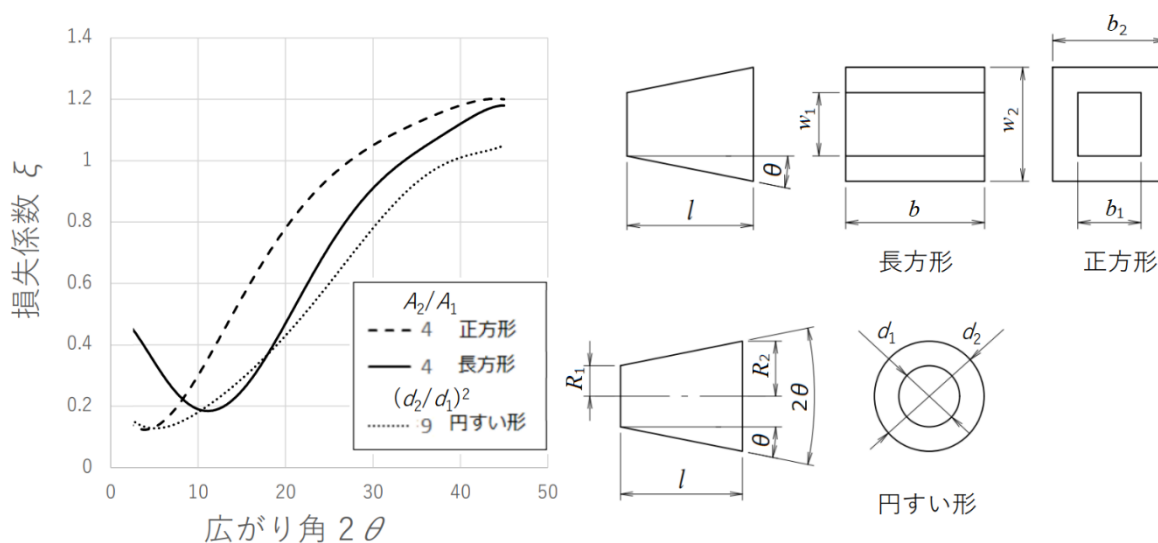 1.4
1.2
1
0.8
0.6
0.4
0.2
0
0 10 20 30 40 50
損失係数 ξ
広がり角 2θ
A₂/A₁
4 正方形
4 長方形
(d₂/d₁)²
9 円すい形
w₁
θ
l
w₂
b
長方形
b₂
b₁
正方形
R₁
R₂
2θ
θ
l
d₁
d₂
円すい形